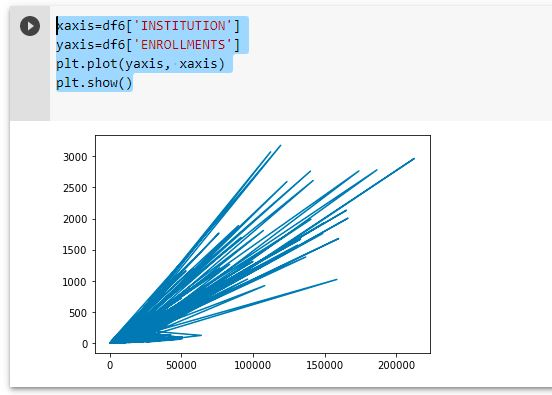 xaxis=df6['INSTITUTION']
yaxis=df6['ENROLLMENTS']
plt.plot(yaxis, xaxis)
plt.show()
3000
2500
2000
1500
1000
500
0
0 50000 100000 150000 200000